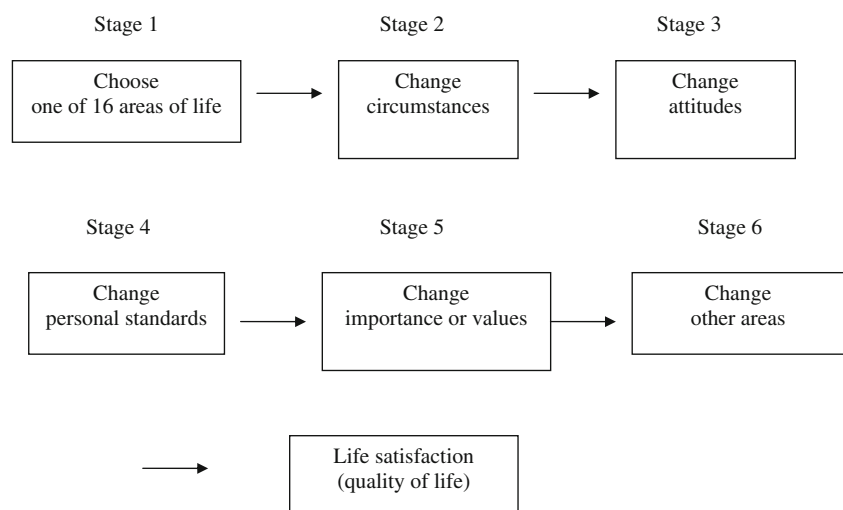 Stage 1
Stage 2
Stage 3
Choose
one of 16 areas of life
Change
circumstances
Change
attitudes
Stage 4
Stage 5
Stage 6
Change
personal standards
Change
importance or values
Change
other areas
Life satisfaction
(quality of life)